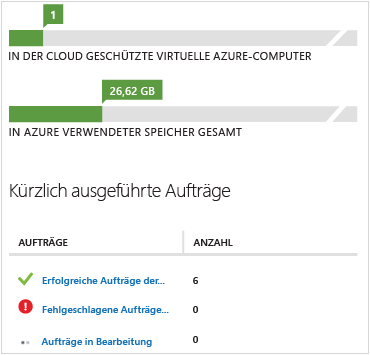 1
IN DER CLOUD GESCHÜTZTE VIRTUELLE AZURE-COMPUTER
26,62 GB
IN AZURE VERWENDETER SPEICHER GESAMT
Kürzlich ausgeführte Aufträge
AUFTRÄGE ANZAHL
Erfolgreiche Aufträge der... 6
Fehlgeschlagene Aufträge... 0
Aufträge in Bearbeitung 0